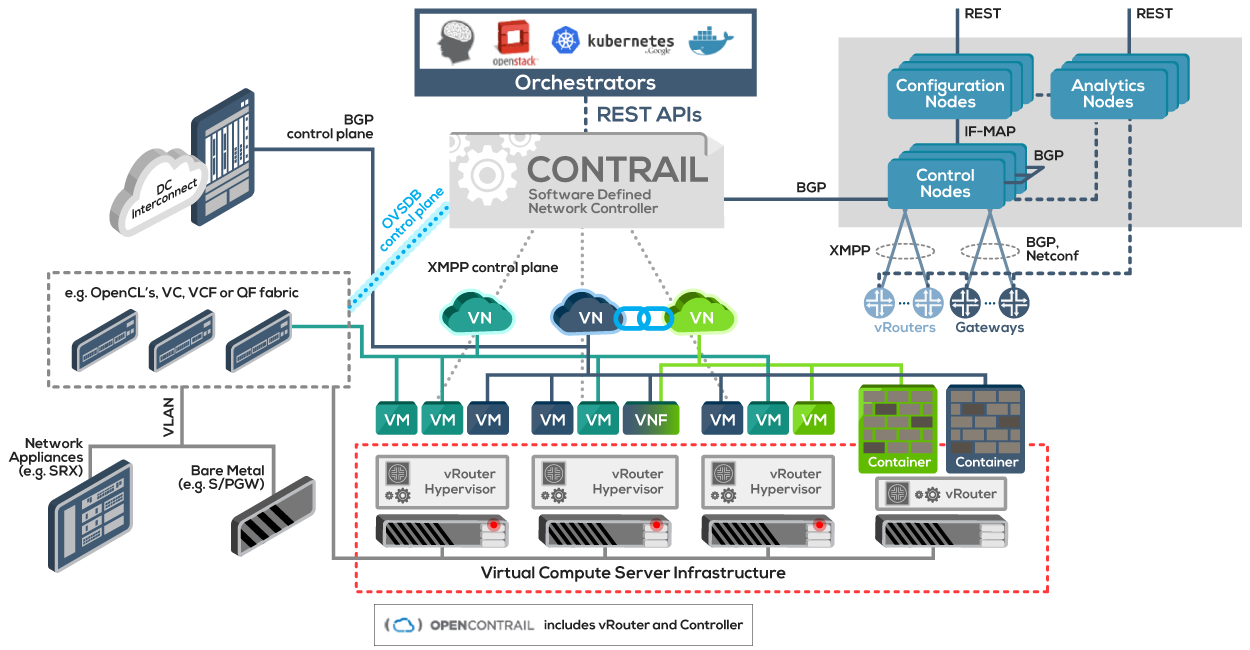 REST
REST
openstack
kubernetes
by Google
Orchestrators
REST APIs
Configuration
Nodes
Analytics
Nodes
IF-MAP
BGP
Control
Nodes
BGP
control plane
DC
Interconnect
CONTRAIL
Software Defined
Network Controller
BGP
OVSDB
control plane
XMPP
BGP,
Netconf
XMPP control plane
vRouters
Gateways
e.g. OpenCL's, VC, VCF or QF fabric
VN
VN
VN
VLAN
VM
VM
VM
VM
VM
VNF
VM
VM
VM
Container
Container
Network
Appliances
(e.g. SRX)
Bare Metal
(e.g. S/PGW)
vRouter
Hypervisor
vRouter
Hypervisor
vRouter
Hypervisor
vRouter
Virtual Compute Server Infrastructure
OPENCONTRAIL includes vRouter and Controller